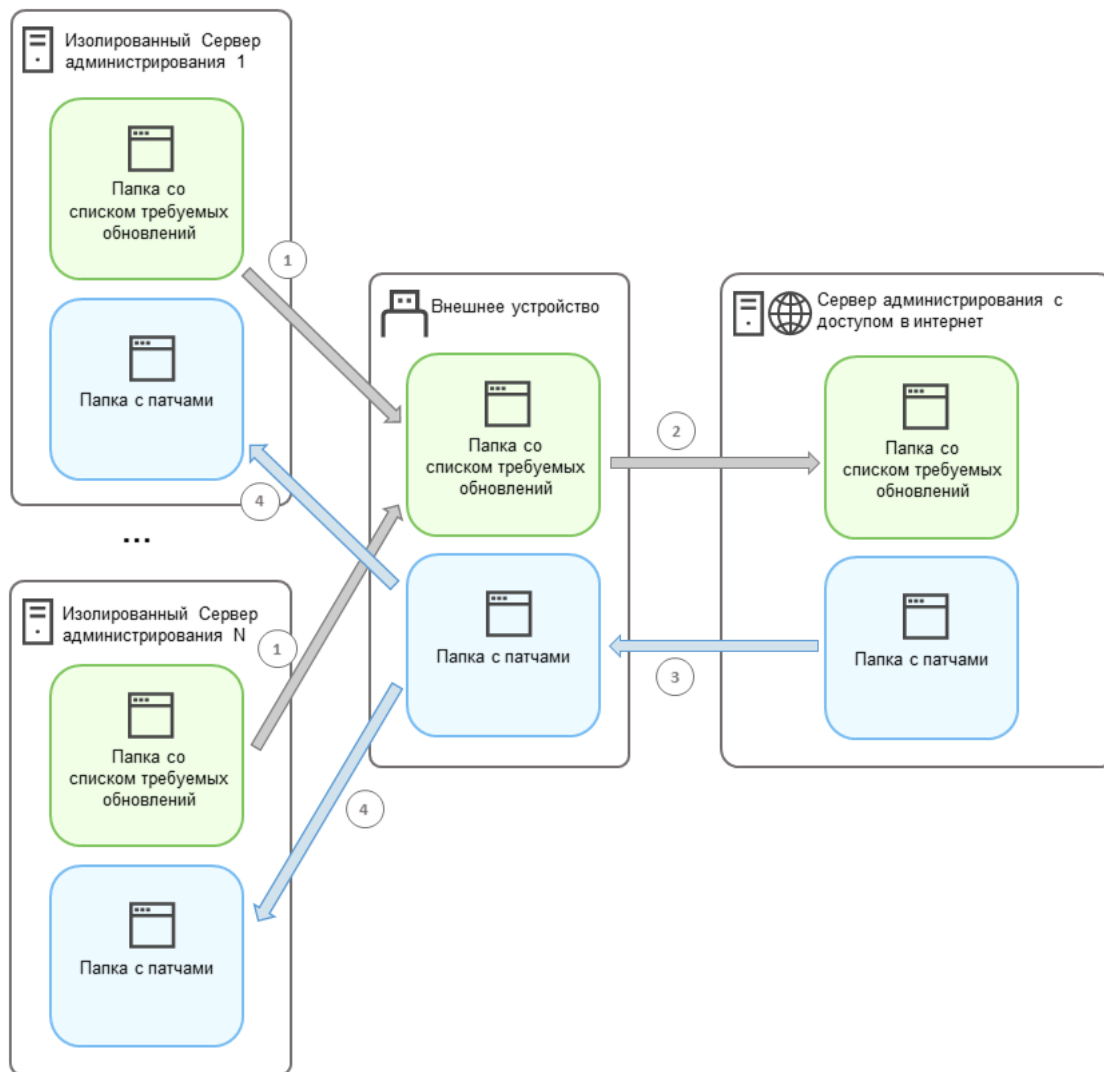 Изолированный Сервер
администрирования 1
Папка со
списком требуемых
обновлений
1
Папка с патчами
4
...
Изолированный Сервер
администрирования N
1
Папка со
списком требуемых
обновлений
4
Папка с патчами
Внешнее устройство
Папка со
списком требуемых
обновлений
2
Папка с патчами
3
Сервер администрирования с
доступом в интернет
Папка со
списком требуемых
обновлений
Папка с патчами